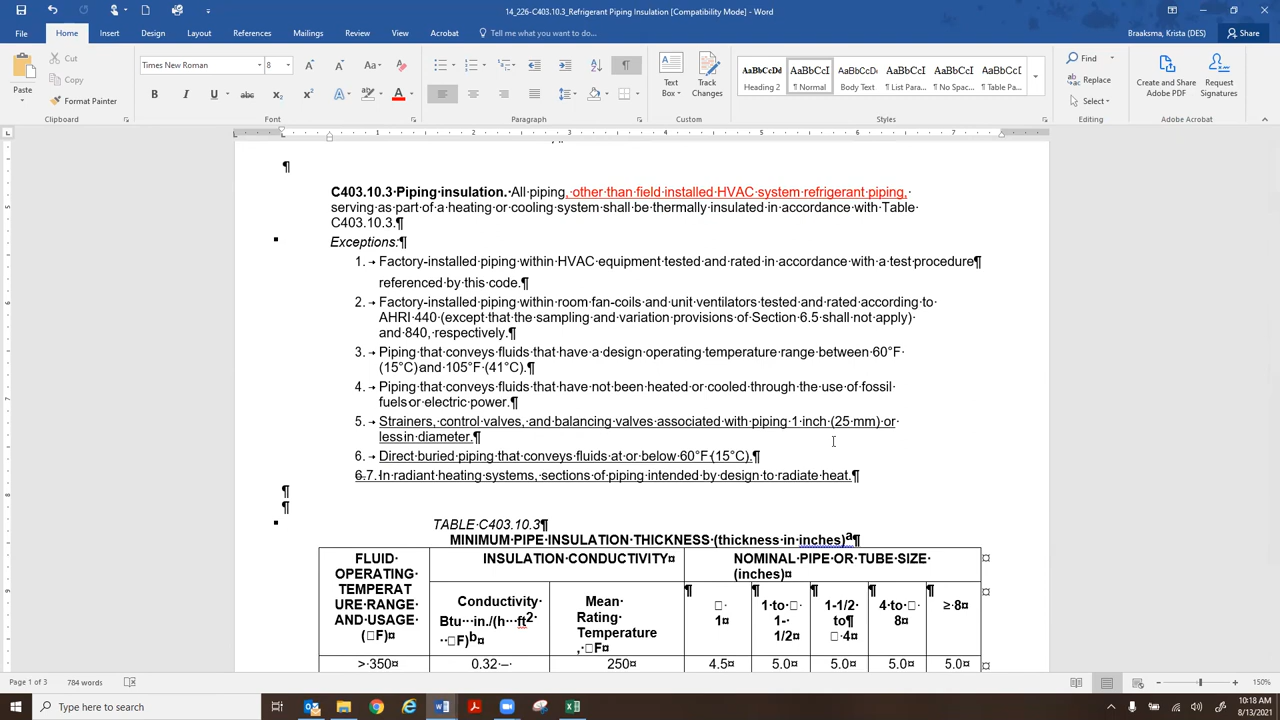 14_226-C403.10.3_Refrigerant Piping Insulation [Compatibility Mode] - Word
Braaksma, Krista (DES)
File Home Insert Design Layout References Mailings Review View Acrobat Tell me what you want to do... Share
Paste Cut Copy Format Painter Clipboard
Times New Roman 8 Font
Paragraph
Text Box Track Changes Custom
AaBbCcDd Heading 2 AaBbCcI ¶ Normal AaBbCcDd Body Text AaBbCcI ¶ List Para... AaBbCcI ¶ No Spac... AaBbCcI ¶ Table Pa... Styles
Find Replace Select Editing
Create and Share Adobe PDF Request Signatures Adobe Acrobat
C403.10.3 Piping insulation. All piping, other than field installed HVAC system refrigerant piping,
serving as part of a heating or cooling system shall be thermally insulated in accordance with Table
C403.10.3.¶
Exceptions:¶
1. Factory-installed piping within HVAC equipment tested and rated in accordance with a test procedure¶
referenced by this code.¶
2. Factory-installed piping within room fan-coils and unit ventilators tested and rated according to
AHRI 440 (except that the sampling and variation provisions of Section 6.5 shall not apply)
and 840, respectively.¶
3. Piping that conveys fluids that have a design operating temperature range between 60°F
(15°C) and 105°F (41°C).¶
4. Piping that conveys fluids that have not been heated or cooled through the use of fossil
fuels or electric power.¶
5. Strainers, control valves, and balancing valves associated with piping 1 inch (25 mm) or
less in diameter.¶
6. Direct buried piping that conveys fluids at or below 60°F (15°C).¶
6.7. In radiant heating systems, sections of piping intended by design to radiate heat.¶
TABLE C403.10.3¶
MINIMUM PIPE INSULATION THICKNESS (thickness in inches)a¶
FLUID OPERATING TEMPERAT URE RANGE AND USAGE (□F)¤
INSULATION CONDUCTIVITY¤
NOMINAL PIPE OR TUBE SIZE (inches)¤
Conductivity Btu · in./(h · ft2 · □F)b¤
Mean Rating Temperature , □F¤
□ 1¤
1 to □ 1- 1/2¤
1-1/2 to¶ □ 4¤
4 to □ 8¤
≥ 8¤
> 350¤ 0.32 – 250¤ 4.5¤ 5.0¤ 5.0¤ 5.0¤ 5.0¤
Page 1 of 3 784 words 150%
Type here to search 10:18 AM
8/13/2021